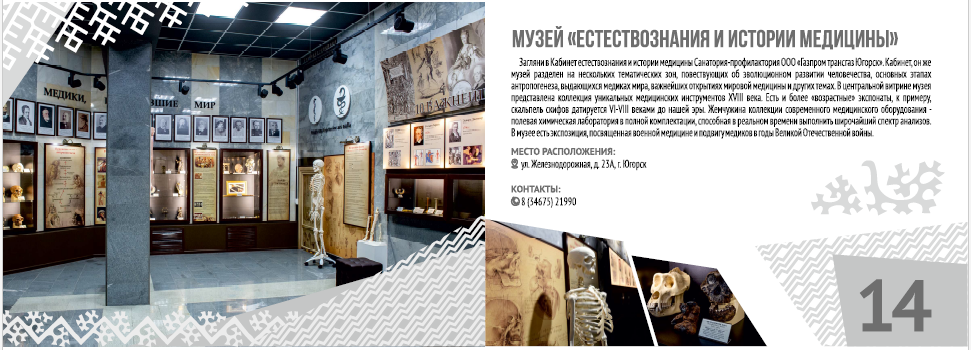 МЕДИКИ,
ВШИЕ МИР
МУЗЕЙ «ЕСТЕСТВОЗНАНИЯ И ИСТОРИИ МЕДИЦИНЫ»
Загляни в Кабинет естествознания и истории медицины Санатория-профилактория ООО «Газпром трансгаз Югорск». Кабинет, он же
музей разделен на нескольких тематических зон, повествующих об эволюционном развитии человечества, основных этапах
антропогенеза, выдающихся медиках мира, важнейших открытиях мировой медицины и других темах. В центральной витрине музея
представлена коллекция уникальных медицинских инструментов XVIII века. Есть и более «возрастные» экспонаты, к примеру,
скальпель скифов датируется VI-VIII веками до нашей эры. Жемчужина коллекции современного медицинского оборудования -
полевая химическая лаборатория в полной комплектации, способная в реальном времени выполнить широчайший спектр анализов.
В музее есть экспозиция, посвященная военной медицине и подвигу медиков в годы Великой Отечественной войны.
МЕСТО РАСПОЛОЖЕНИЯ:
ул. Железнодорожная, д. 23А, г. Югорск
КОНТАКТЫ:
8 (34675) 21990
14